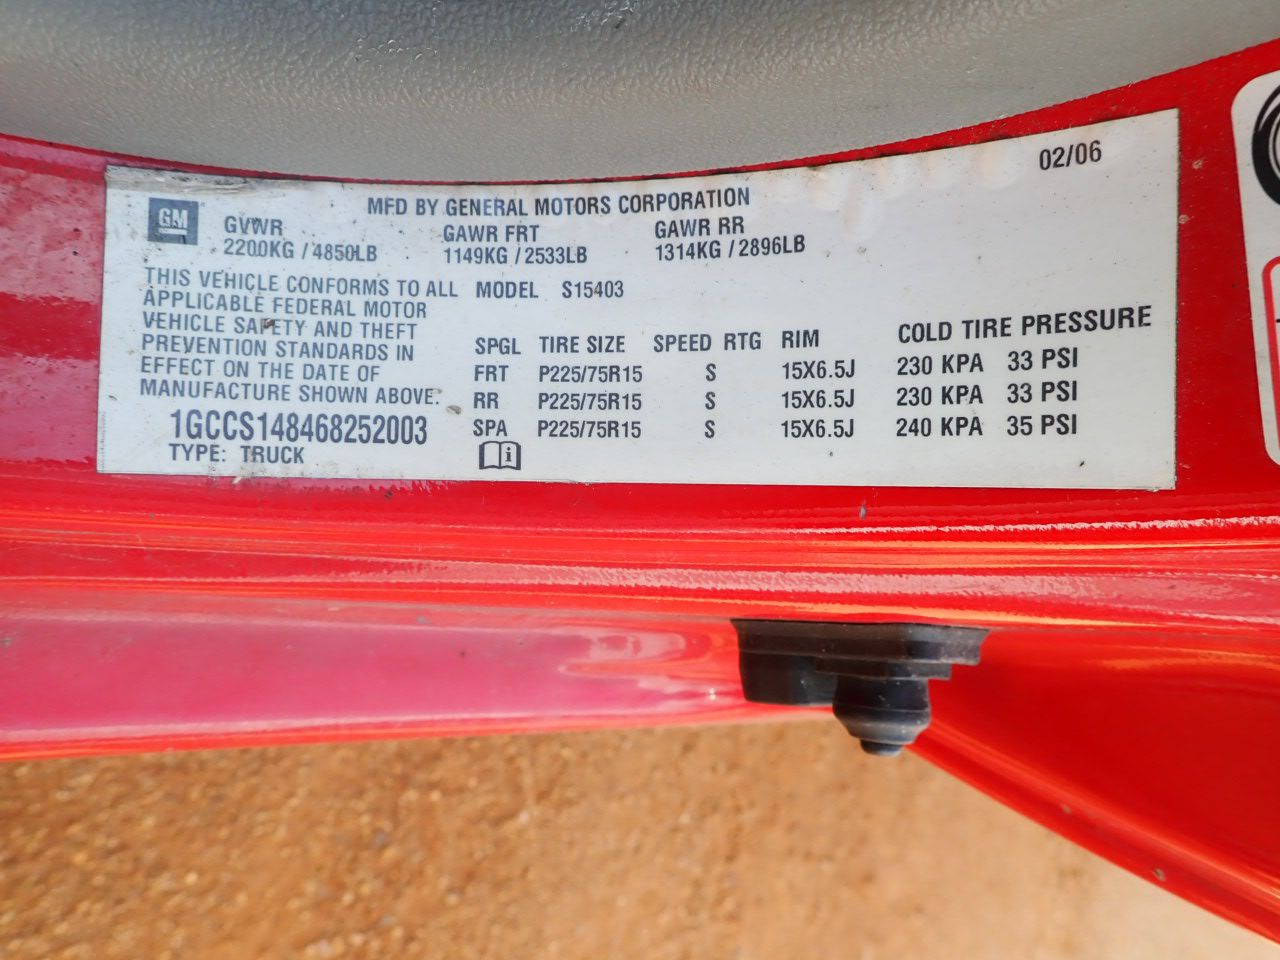 02/06
MFD BY GENERAL MOTORS CORPORATION
GM
GVWR GAWR FRT GAWR RR
2200KG / 4850LB 1149KG / 2533LB 1314KG / 2896LB
THIS VEHICLE CONFORMS TO ALL
APPLICABLE FEDERAL MOTOR
VEHICLE SAFETY AND THEFT
PREVENTION STANDARDS IN
EFFECT ON THE DATE OF
MANUFACTURE SHOWN ABOVE.
1GCCS148468252003
TYPE: TRUCK
MODEL S15403
SPGL TIRE SIZE SPEED RTG RIM COLD TIRE PRESSURE
FRT P225/75R15 S 15X6.5J 230 KPA 33 PSI
RR P225/75R15 S 15X6.5J 230 KPA 33 PSI
SPA P225/75R15 S 15X6.5J 240 KPA 35 PSI
i